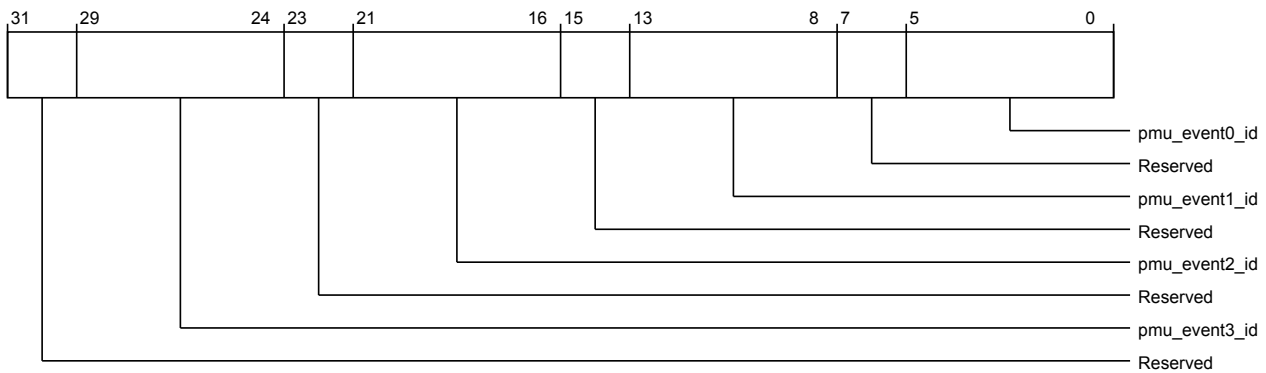 31 29 24 23 21 16 15 13 8 7 5 0
pmu_event0_id
Reserved
pmu_event1_id
Reserved
pmu_event2_id
Reserved
pmu_event3_id
Reserved